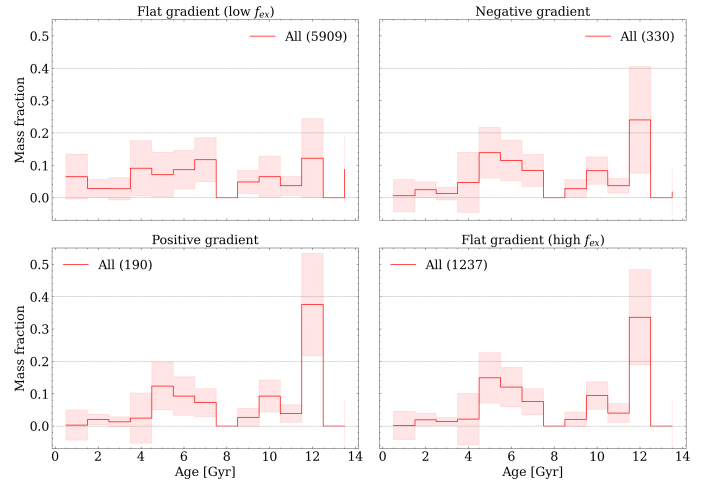 Flat gradient (low f_ex)
Negative gradient
0.5
0.4
0.3
0.2
0.1
0.0
Mass fraction
All (5909)
All (330)
Positive gradient
Flat gradient (high f_ex)
0.5
0.4
0.3
0.2
0.1
0.0
Mass fraction
All (190)
All (1237)
0 2 4 6 8 10 12 14
0 2 4 6 8 10 12 14
Age [Gyr]
Age [Gyr]